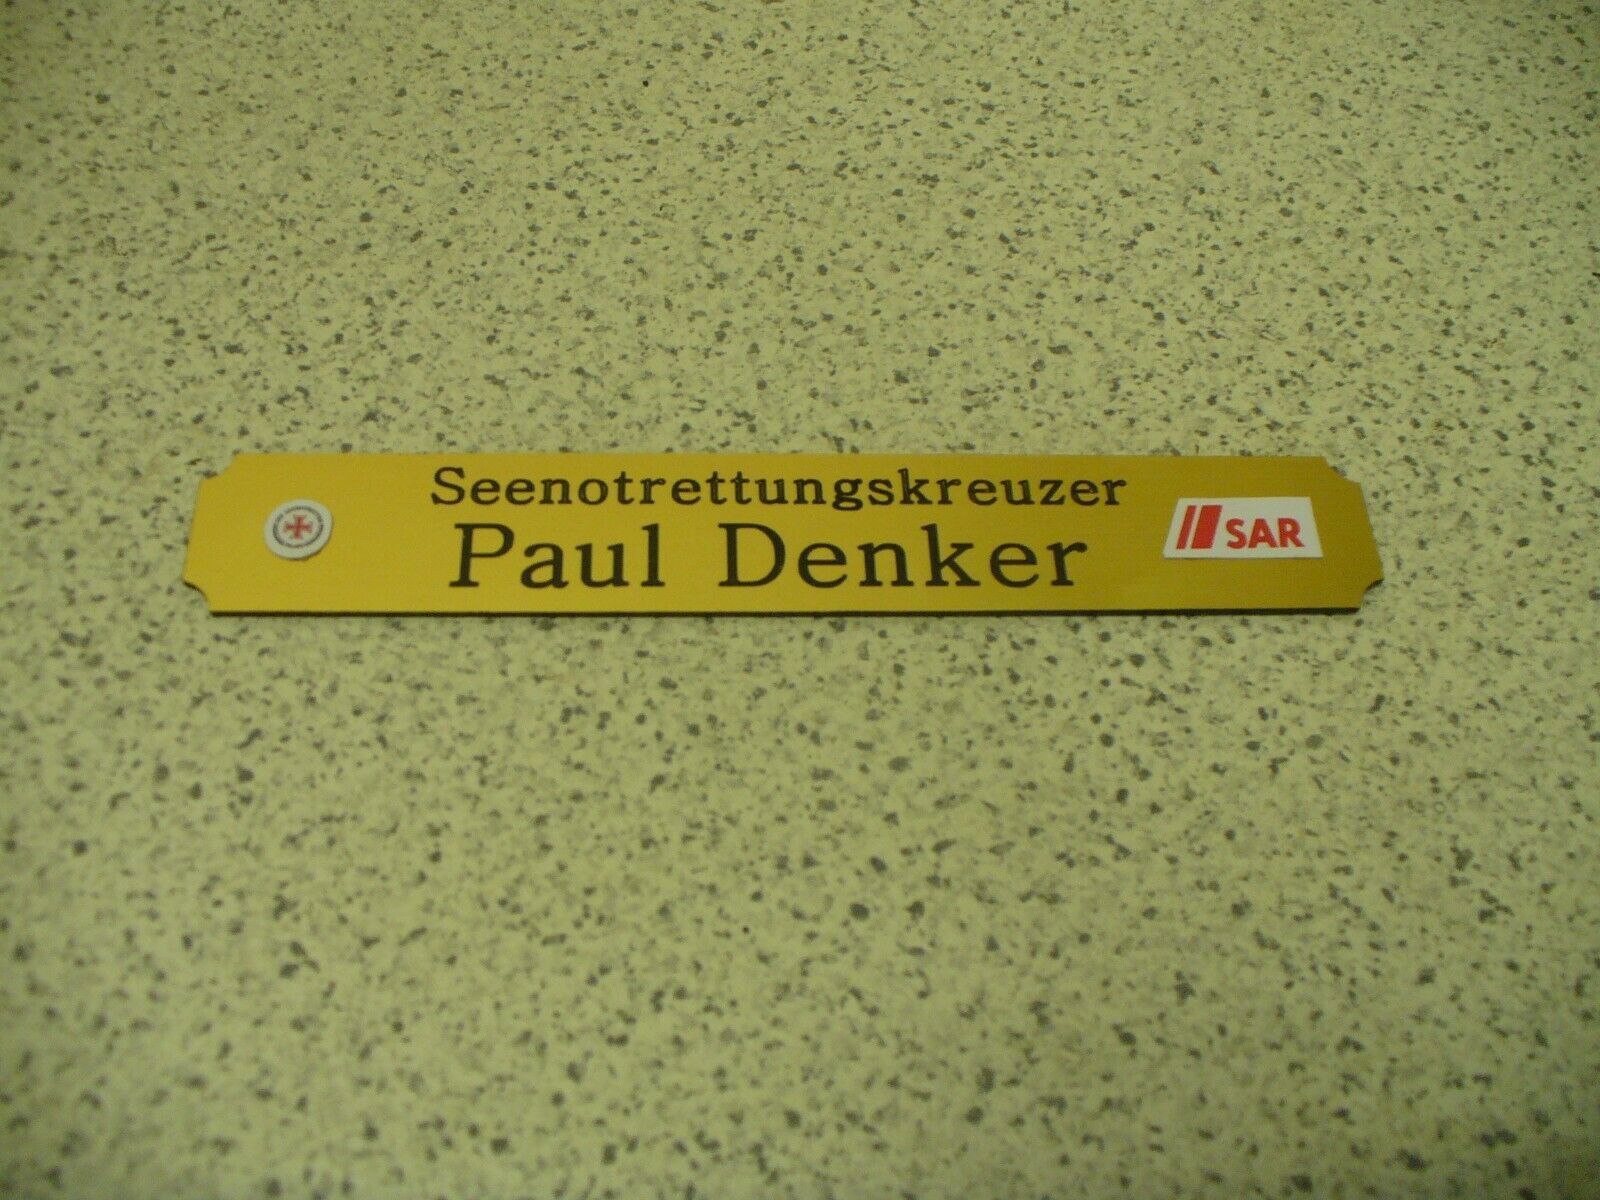 Seenotrettungskreuzer
Paul Denker
SAR